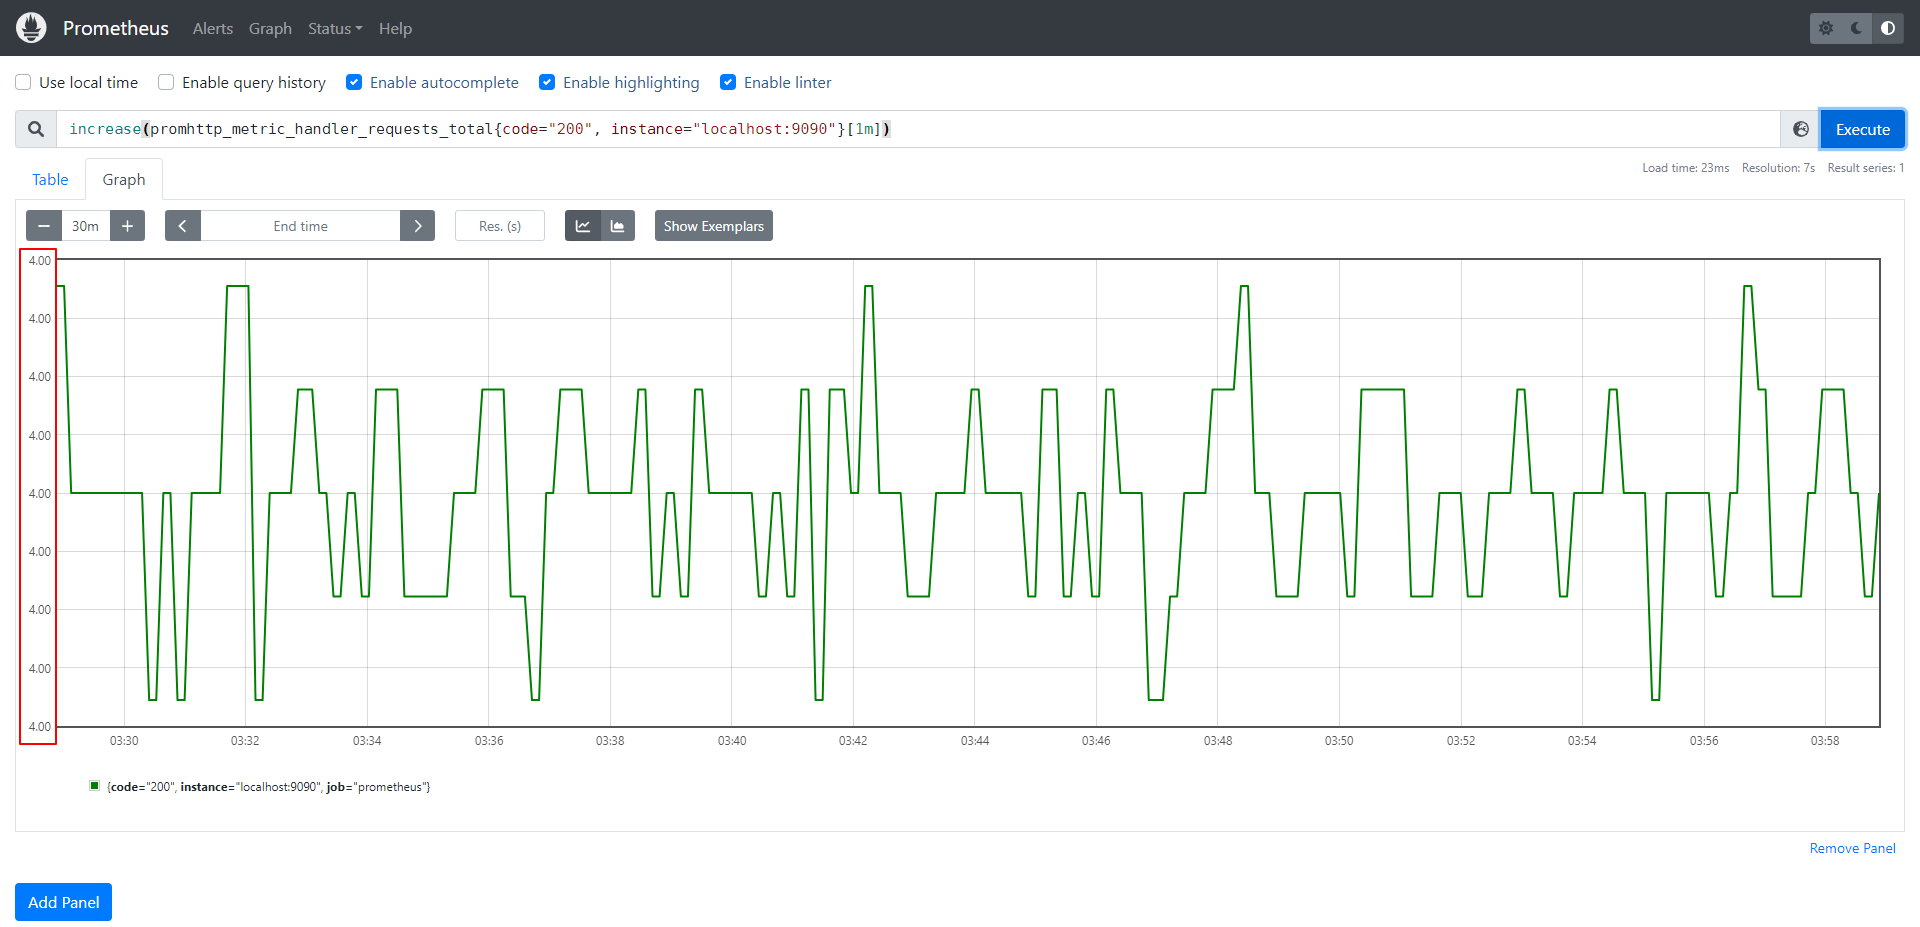 Prometheus Alerts Graph Status Help
Use local time Enable query history Enable autocomplete Enable highlighting Enable linter
increase(promhttp_metric_handler_requests_total{code="200", instance="localhost:9090"}[1m]) Execute
Table Graph Load time: 23ms Resolution: 7s Result series: 1
30m End time Res. (s) Show Exemplars
4.00
4.00
4.00
4.00
4.00
4.00
4.00
4.00
4.00
03:30 03:32 03:34 03:36 03:38 03:40 03:42 03:44 03:46 03:48 03:50 03:52 03:54 03:56 03:58
{code="200", instance="localhost:9090", job="prometheus"}
Remove Panel
Add Panel